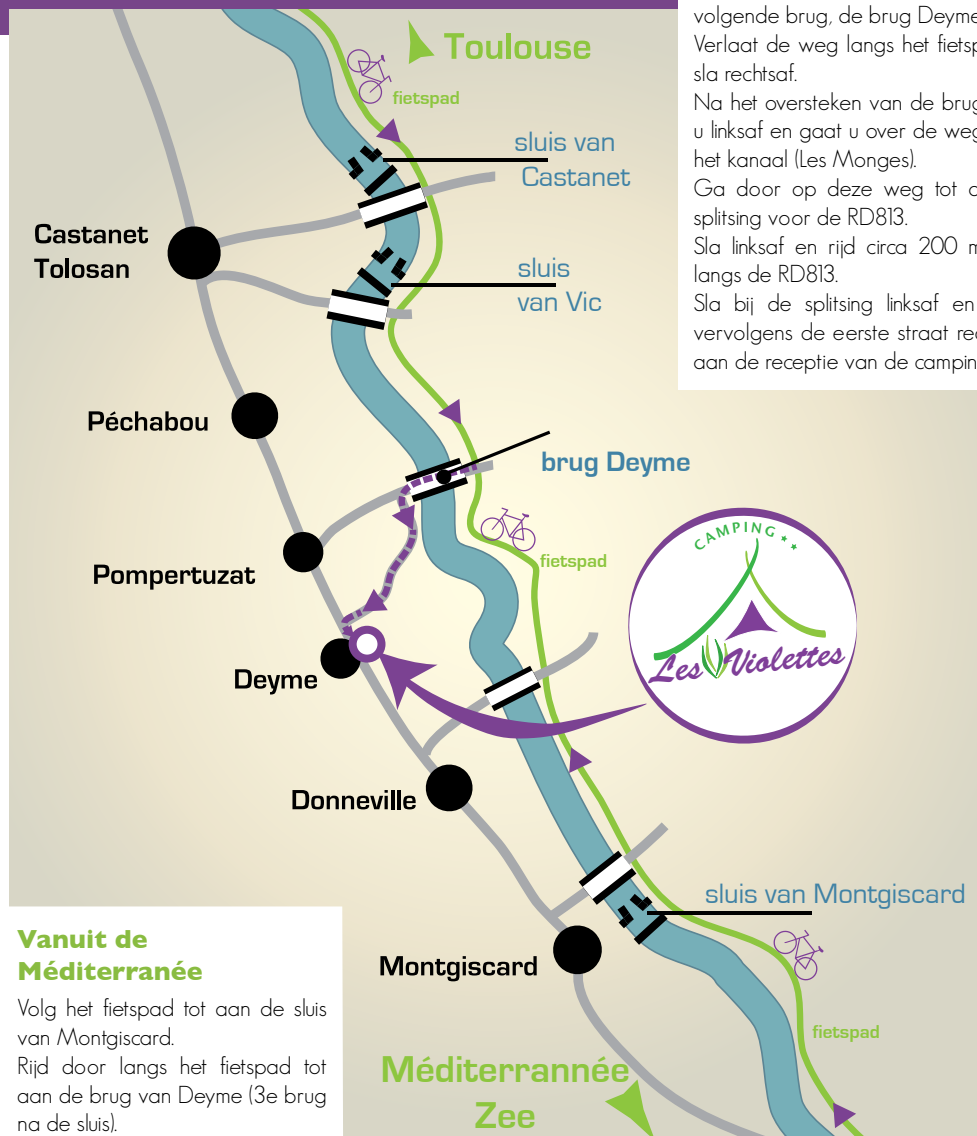 volgende brug, de brug Deyme
Verlaat de weg langs het
sla rechtsaf.
Na het oversteken van de brug
u linksaf en gaat u over de weg
het kanaal (Les Monges).
Ga door op deze weg tot
splitsing voor de RD813.
Sla linksaf en rijd circa 200
langs de RD813.
Sla bij de splitsing linksaf en
vervolgens de eerste straat
aan de receptie van de
Toulouse
fietspad
sluis van
Castanet
Castanet
Tolosan
sluis
van Vic
Péchabou
brug Deyme
fietspad
Pompertuzat
CAMPING **
Les Violettes
Deyme
Donneville
sluis van Montgiscard
Montgiscard
fietspad
Méditerrannée
Zee
Vanuit de
Méditerranée
Volg het fietspad tot aan de sluis
van Montgiscard.
Rijd door langs het fietspad tot
aan de brug van Deyme (3e brug
na de sluis).